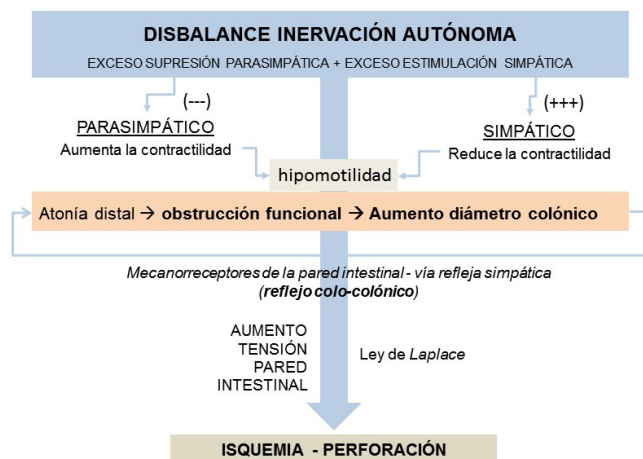 DISBALANCE INERVACIÓN AUTÓNOMA
EXCESO SUPRESIÓN PARASIMPÁTICA + EXCESO ESTIMULACIÓN SIMPÁTICA
(---)
(+++)
PARASIMPÁTICO
Aumenta la contractilidad
SIMPÁTICO
Reduce la contractilidad
hipomotilidad
Atonía distal → obstrucción funcional → Aumento diámetro colónico
Mecanorreceptores de la pared intestinal - vía refleja simpática
(reflejo colo-colónico)
AUMENTO
TENSIÓN
PARED
INTESTINAL
Ley de Laplace
ISQUEMIA - PERFORACIÓN